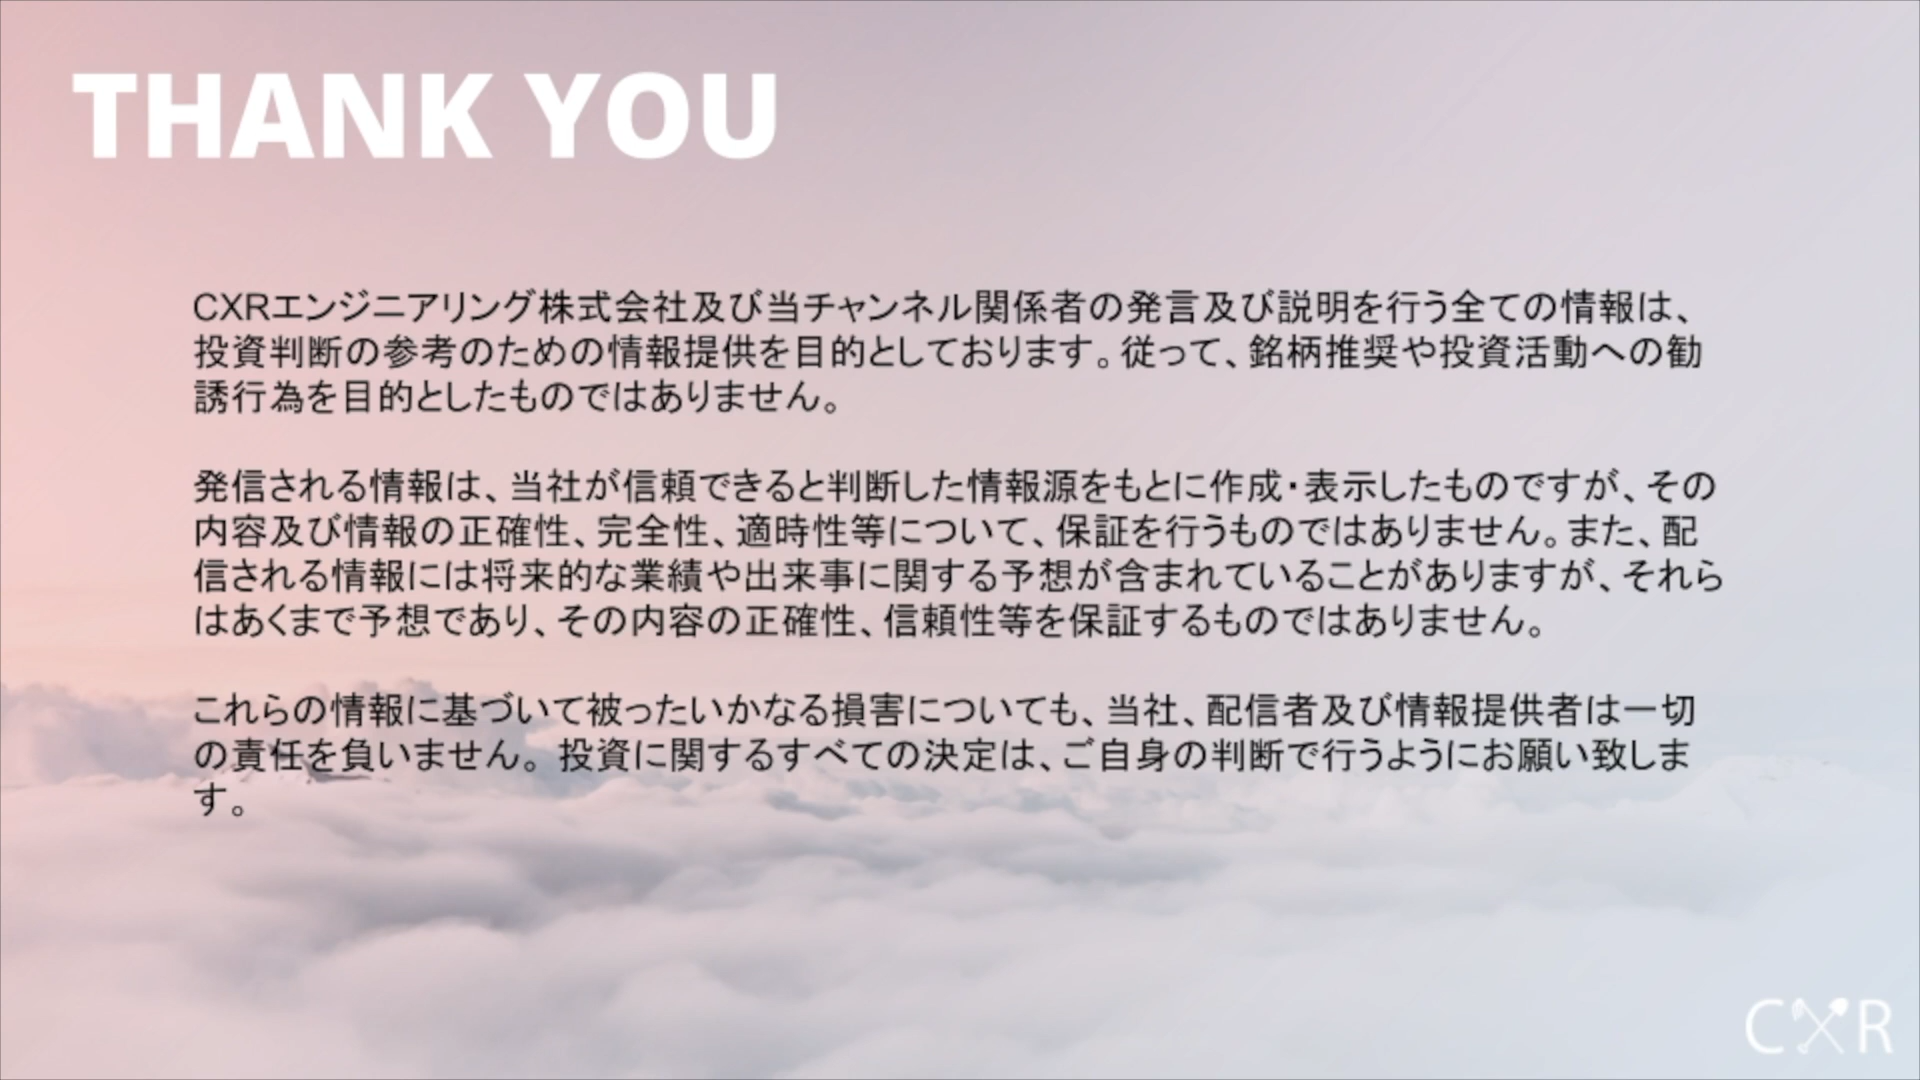 THANK YOU
CXRエンジニアリング株式会社及び当チャンネル関係者の発言及び説明を行う全ての情報は、
投資判断の参考のための情報提供を目的としております。従って、銘柄推奨や投資活動への勧
誘行為を目的としたものではありません。
発信される情報は、当社が信頼できると判断した情報源をもとに作成・表示したものですが、その
内容及び情報の正確性、完全性、適時性等について、保証を行うものではありません。また、配
信される情報には将来的な業績や出来事に関する予想が含まれていることがありますが、それら
はあくまで予想であり、その内容の正確性、信頼性等を保証するものではありません。
これらの情報に基づいて被ったいかなる損害についても、当社、配信者及び情報提供者は一切
の責任を負いません。投資に関するすべての決定は、ご自身の判断で行うようにお願い致しま
す。
CXR